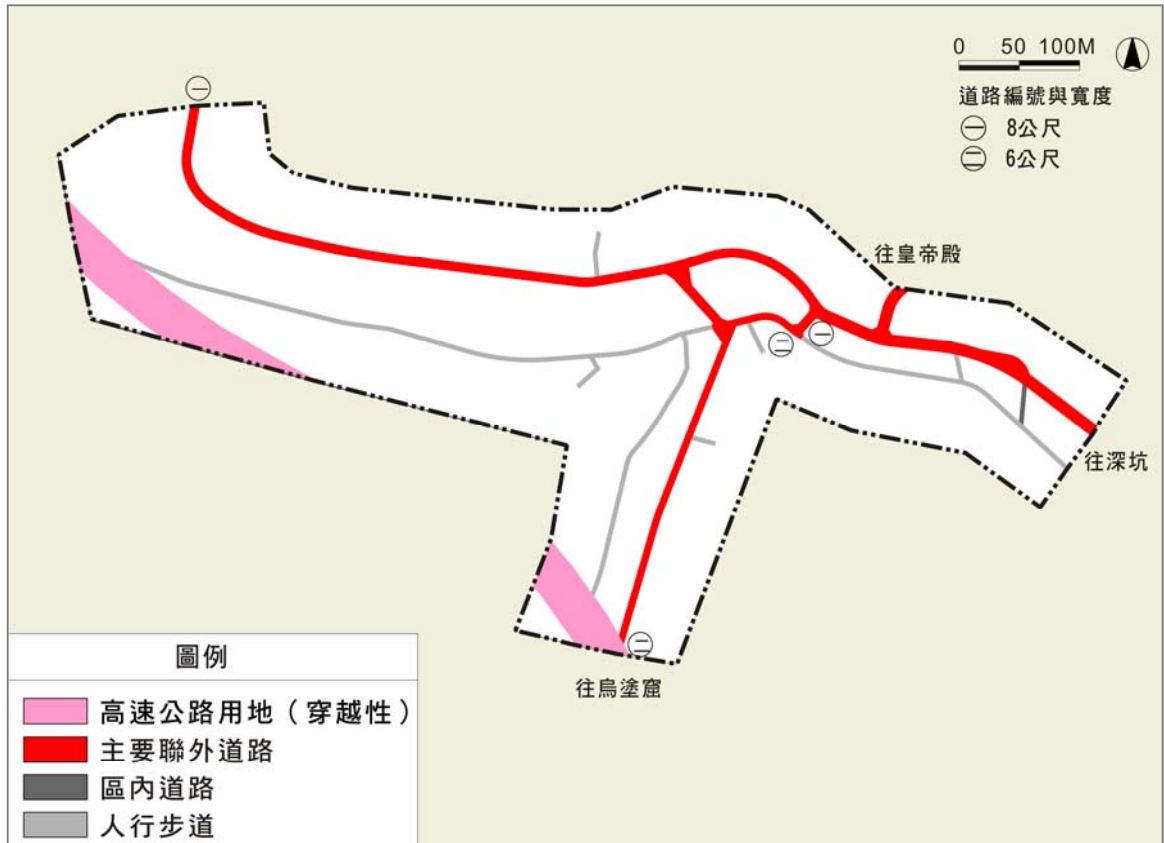 ㊀
0 50 100M
道路編號與寬度
㊀ 8公尺
㊁ 6公尺
往皇帝殿
㊀
㊁
往深坑
㊁
往烏塗窟
圖例
高速公路用地（穿越性）
主要聯外道路
區內道路
人行步道